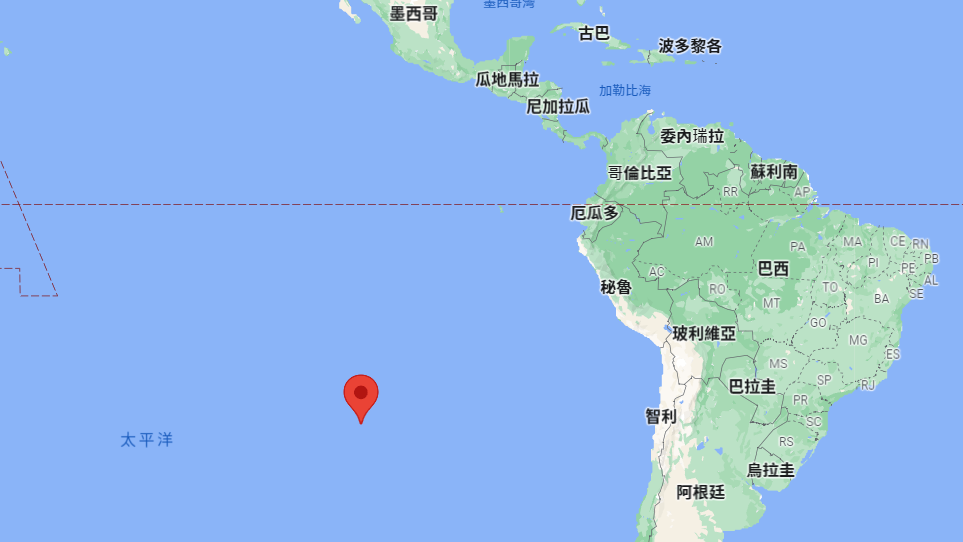 墨西哥灣
墨西哥
古巴
波多黎各
瓜地馬拉
加勒比海
尼加拉瓜
委內瑞拉
哥倫比亞
蘇利南
RR
AP
厄瓜多
AM
PA
MA
CE
RN
PB
PI
PE
AL
AC
巴西
TO
SE
秘魯
RO
MT
BA
GO
玻利維亞
MG
ES
MS
SP
RJ
巴拉圭
PR
智利
SC
太平洋
RS
烏拉圭
阿根廷